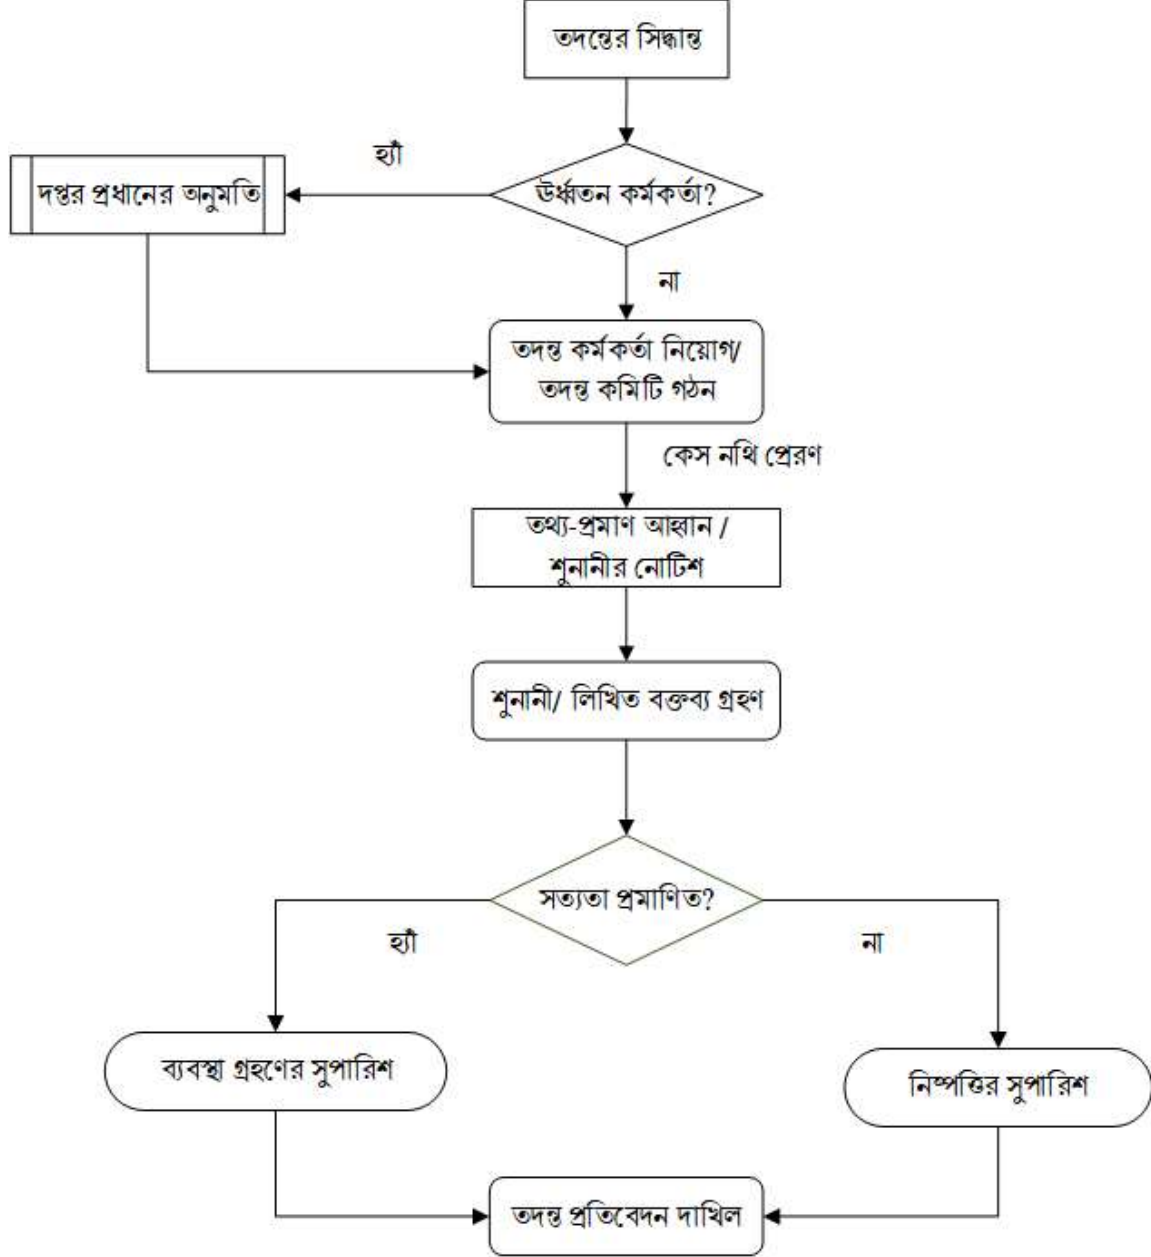 তদন্তের সিদ্ধান্ত
হ্যাঁ
দপ্তর প্রধানের অনুমতি
ঊর্ধ্বতন কর্মকর্তা?
না
তদন্ত কর্মকর্তা নিয়োগ/
তদন্ত কমিটি গঠন
কেস নথি প্রেরণ
তথ্য-প্রমাণ আহ্বান /
শুনানীর নোটিশ
শুনানী/ লিখিত বক্তব্য গ্রহণ
সত্যতা প্রমাণিত?
হ্যাঁ
না
ব্যবস্থা গ্রহণের সুপারিশ
নিষ্পত্তির সুপারিশ
তদন্ত প্রতিবেদন দাখিল